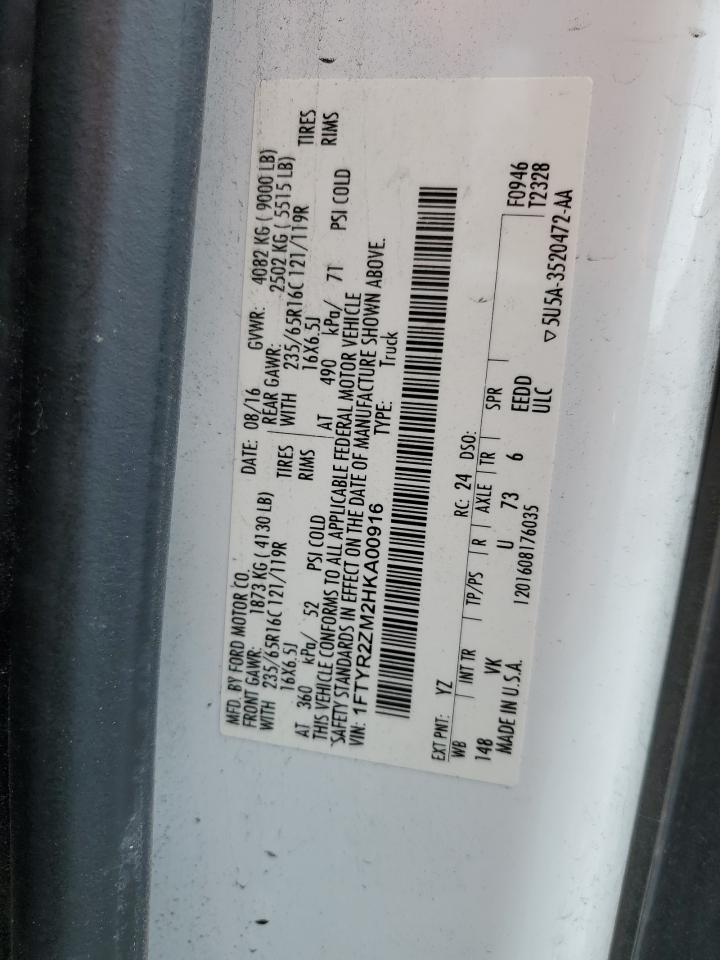 MFD. BY FORD MOTOR CO. DATE: 08/16 GVWR: 4082 KG ( 9000 LB)
FRONT GAWR: 1873 KG ( 4130 LB) REAR GAWR: 2502 KG ( 5515 LB)
WITH 235/65R16C 121/119R TIRES WITH 235/65R16C 121/119R TIRES
16X6.5J RIMS 16X6.5J RIMS
AT 360 kPa/ 52 PSI COLD AT 490 kPa/ 71 PSI COLD
THIS VEHICLE CONFORMS TO ALL APPLICABLE FEDERAL MOTOR VEHICLE
SAFETY STANDARDS IN EFFECT ON THE DATE OF MANUFACTURE SHOWN ABOVE.
VIN: 1FTYR2ZM2HKA00916 TYPE: Truck
EXT PNT: YZ RC: 24 DSO:
WB INT TR TP/PS R AXLE TR SPR F0946
148 VK U 73 6 EEDD T2328
MADE IN U.S.A. 1201608176035 ULC
▽5U5A-3520472-AA